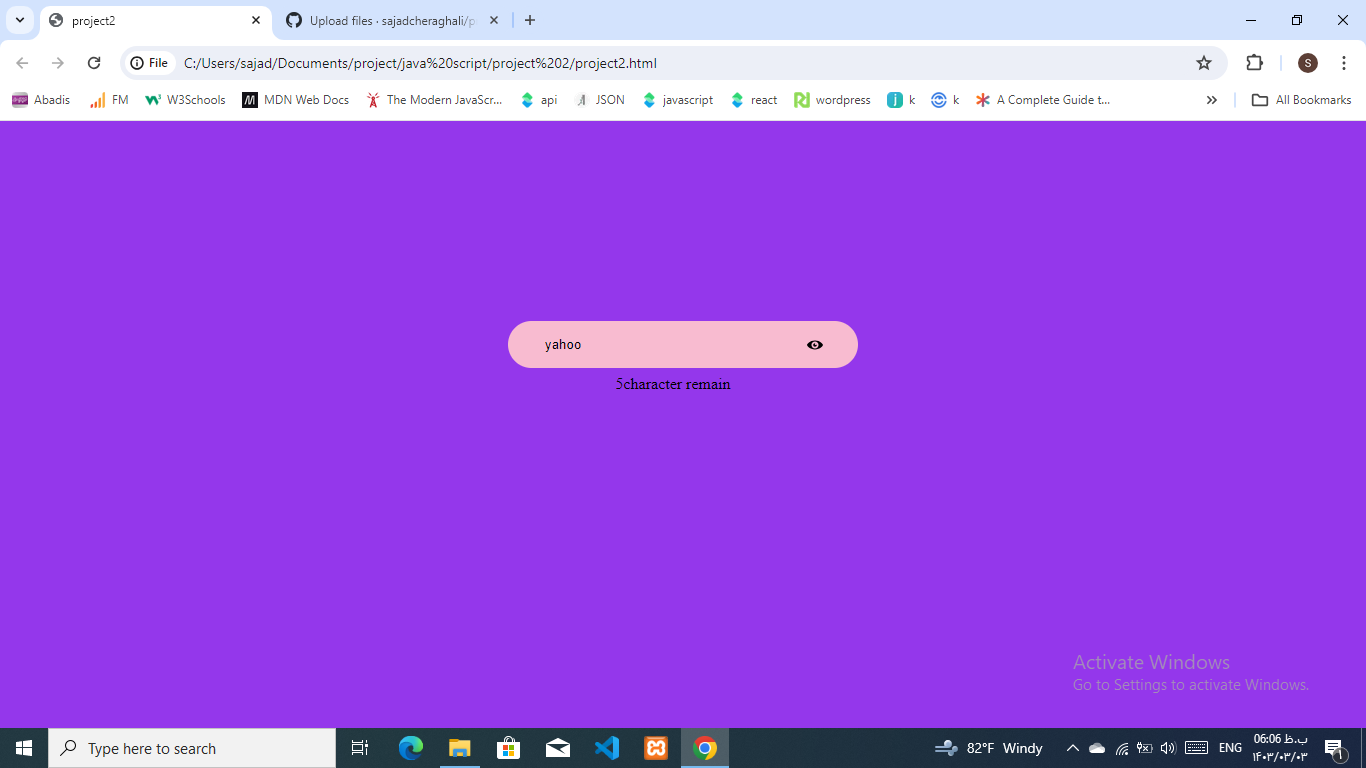 project2
Upload files · sajadcheraghali/p
File
C:/Users/sajad/Documents/project/java%20script/project%202/project2.html
S
Abadis
FM
W3Schools
MDN Web Docs
The Modern JavaScr...
api
JSON
javascript
react
wordpress
k
k
A Complete Guide t...
All Bookmarks
yahoo
5character remain
Activate Windows
Go to Settings to activate Windows.
Type here to search
82°F Windy
ENG
06:06 ب.ظ
۱۴۰۳/۰۳/۰۳
1